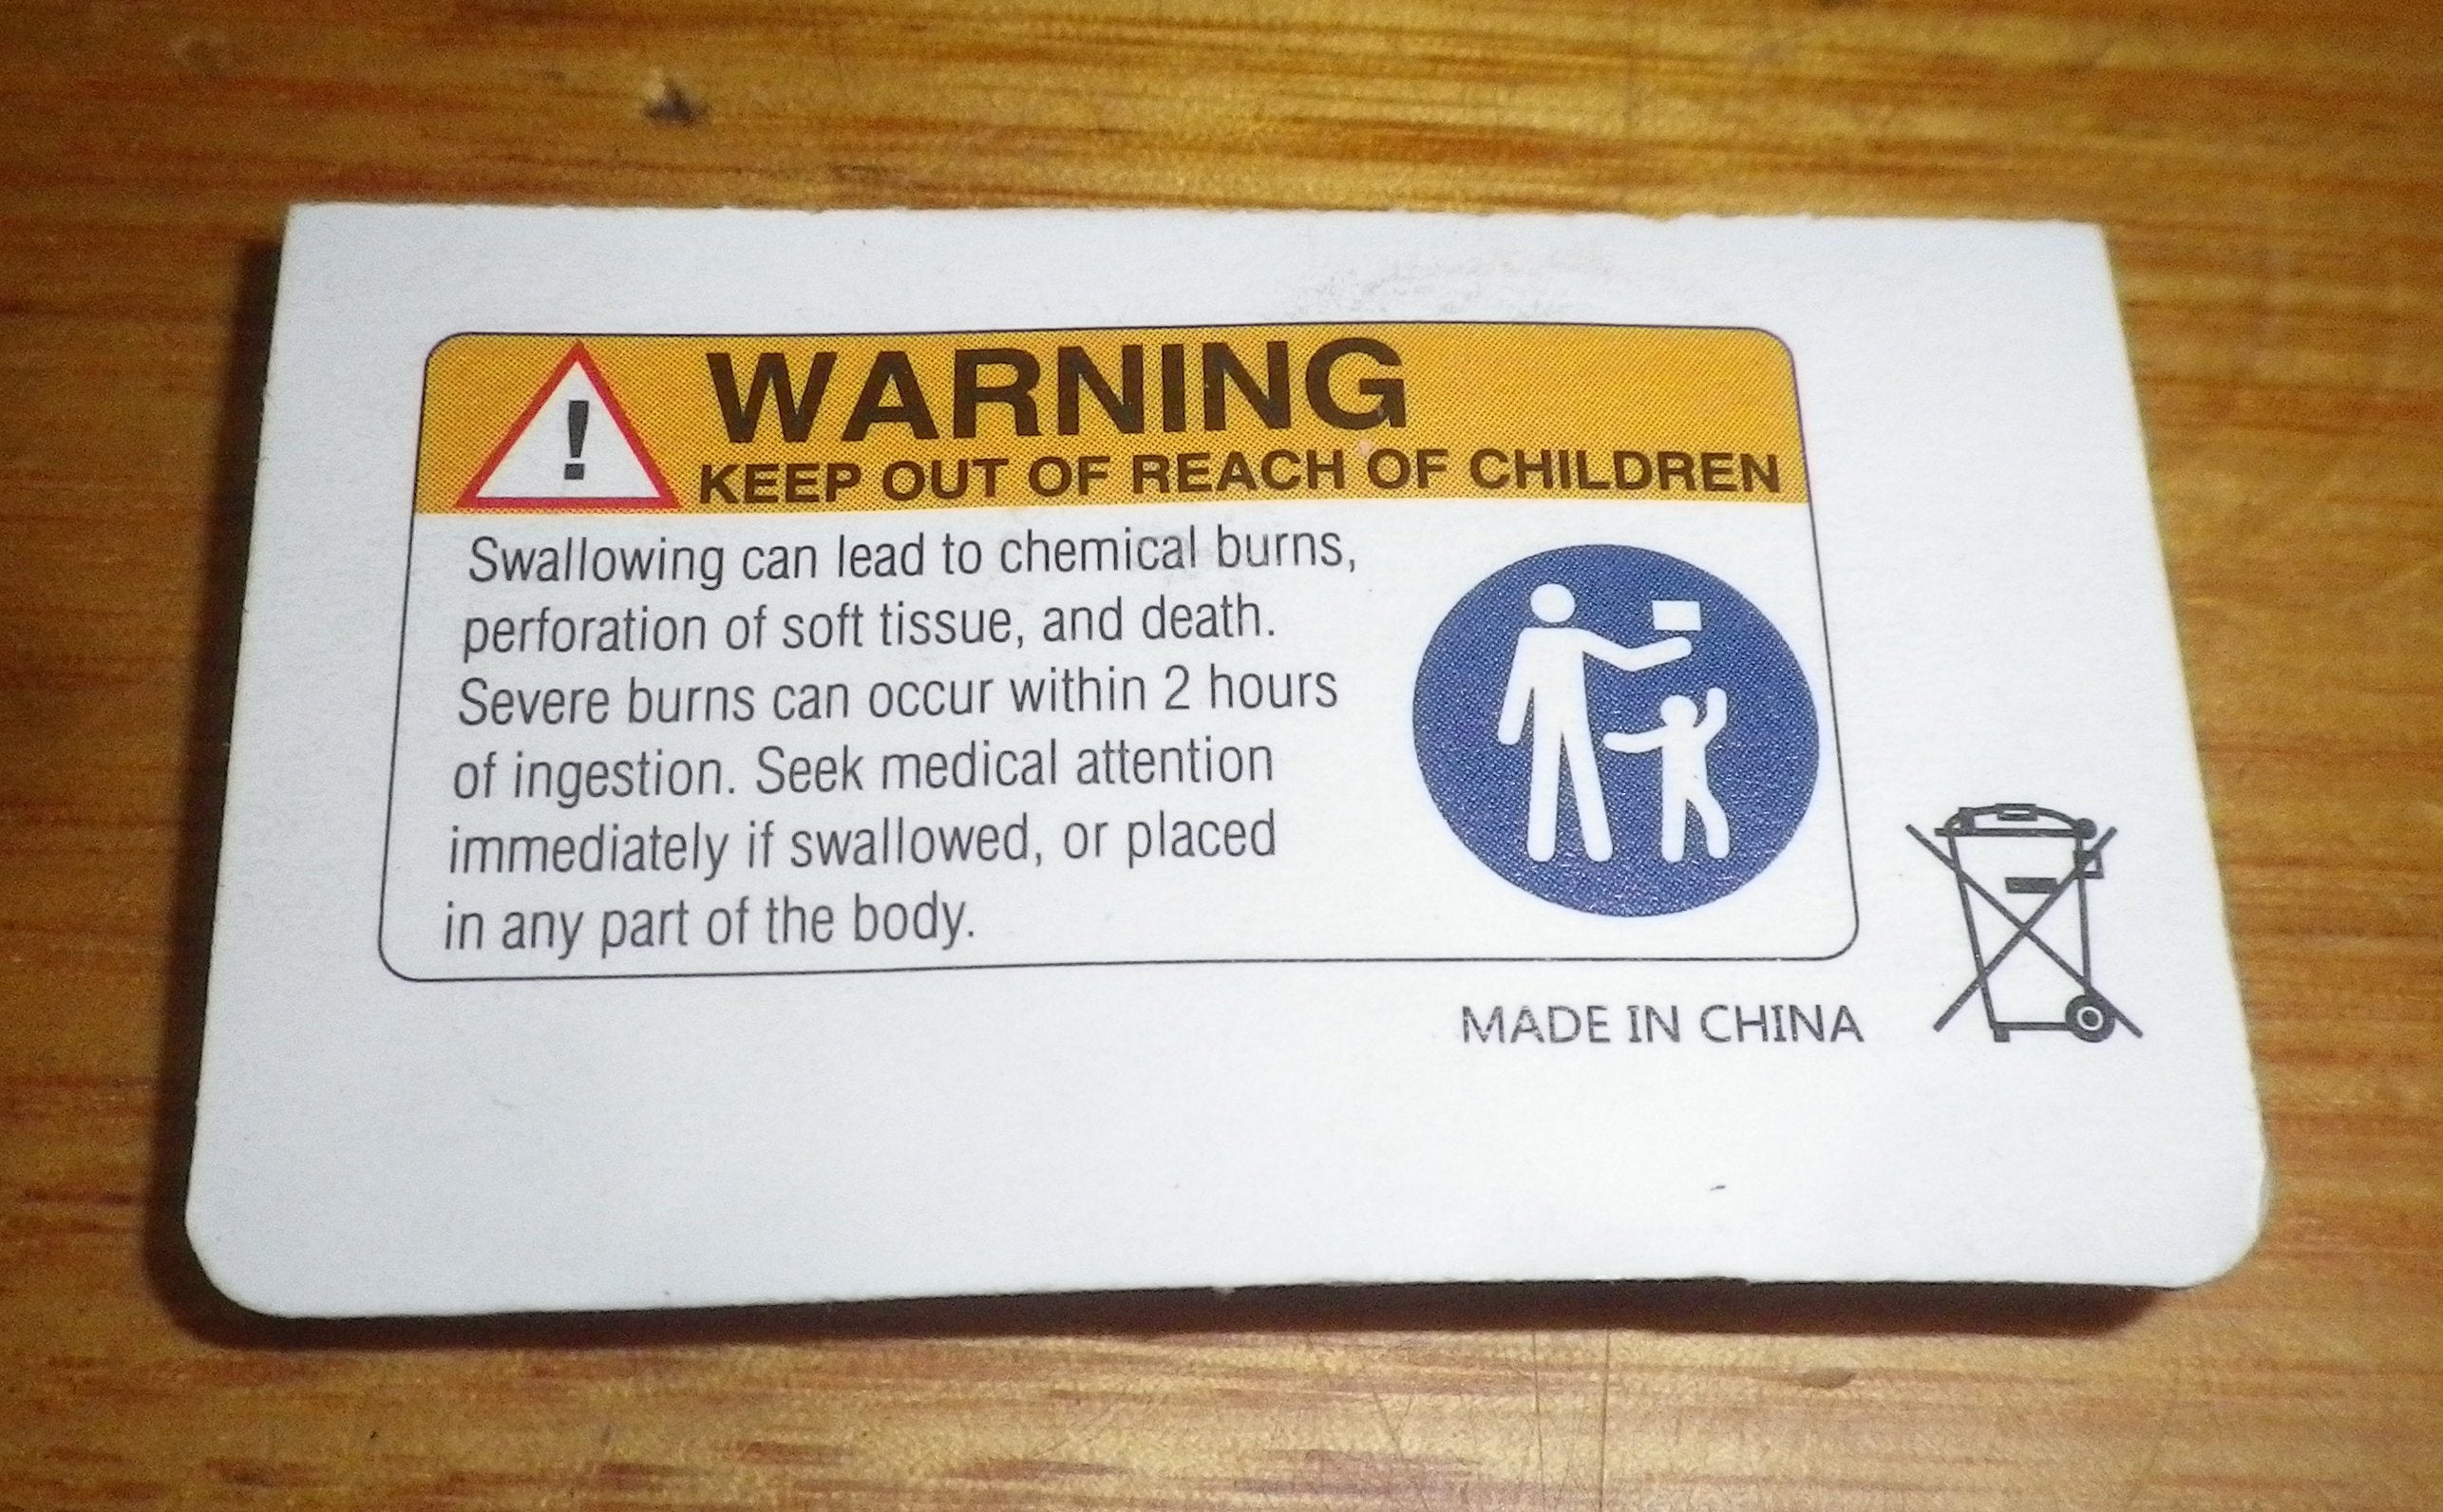 !
WARNING
KEEP OUT OF REACH OF CHILDREN
Swallowing can lead to chemical burns,
perforation of soft tissue, and death.
Severe burns can occur within 2 hours
of ingestion. Seek medical attention
immediately if swallowed, or placed
in any part of the body.
MADE IN CHINA